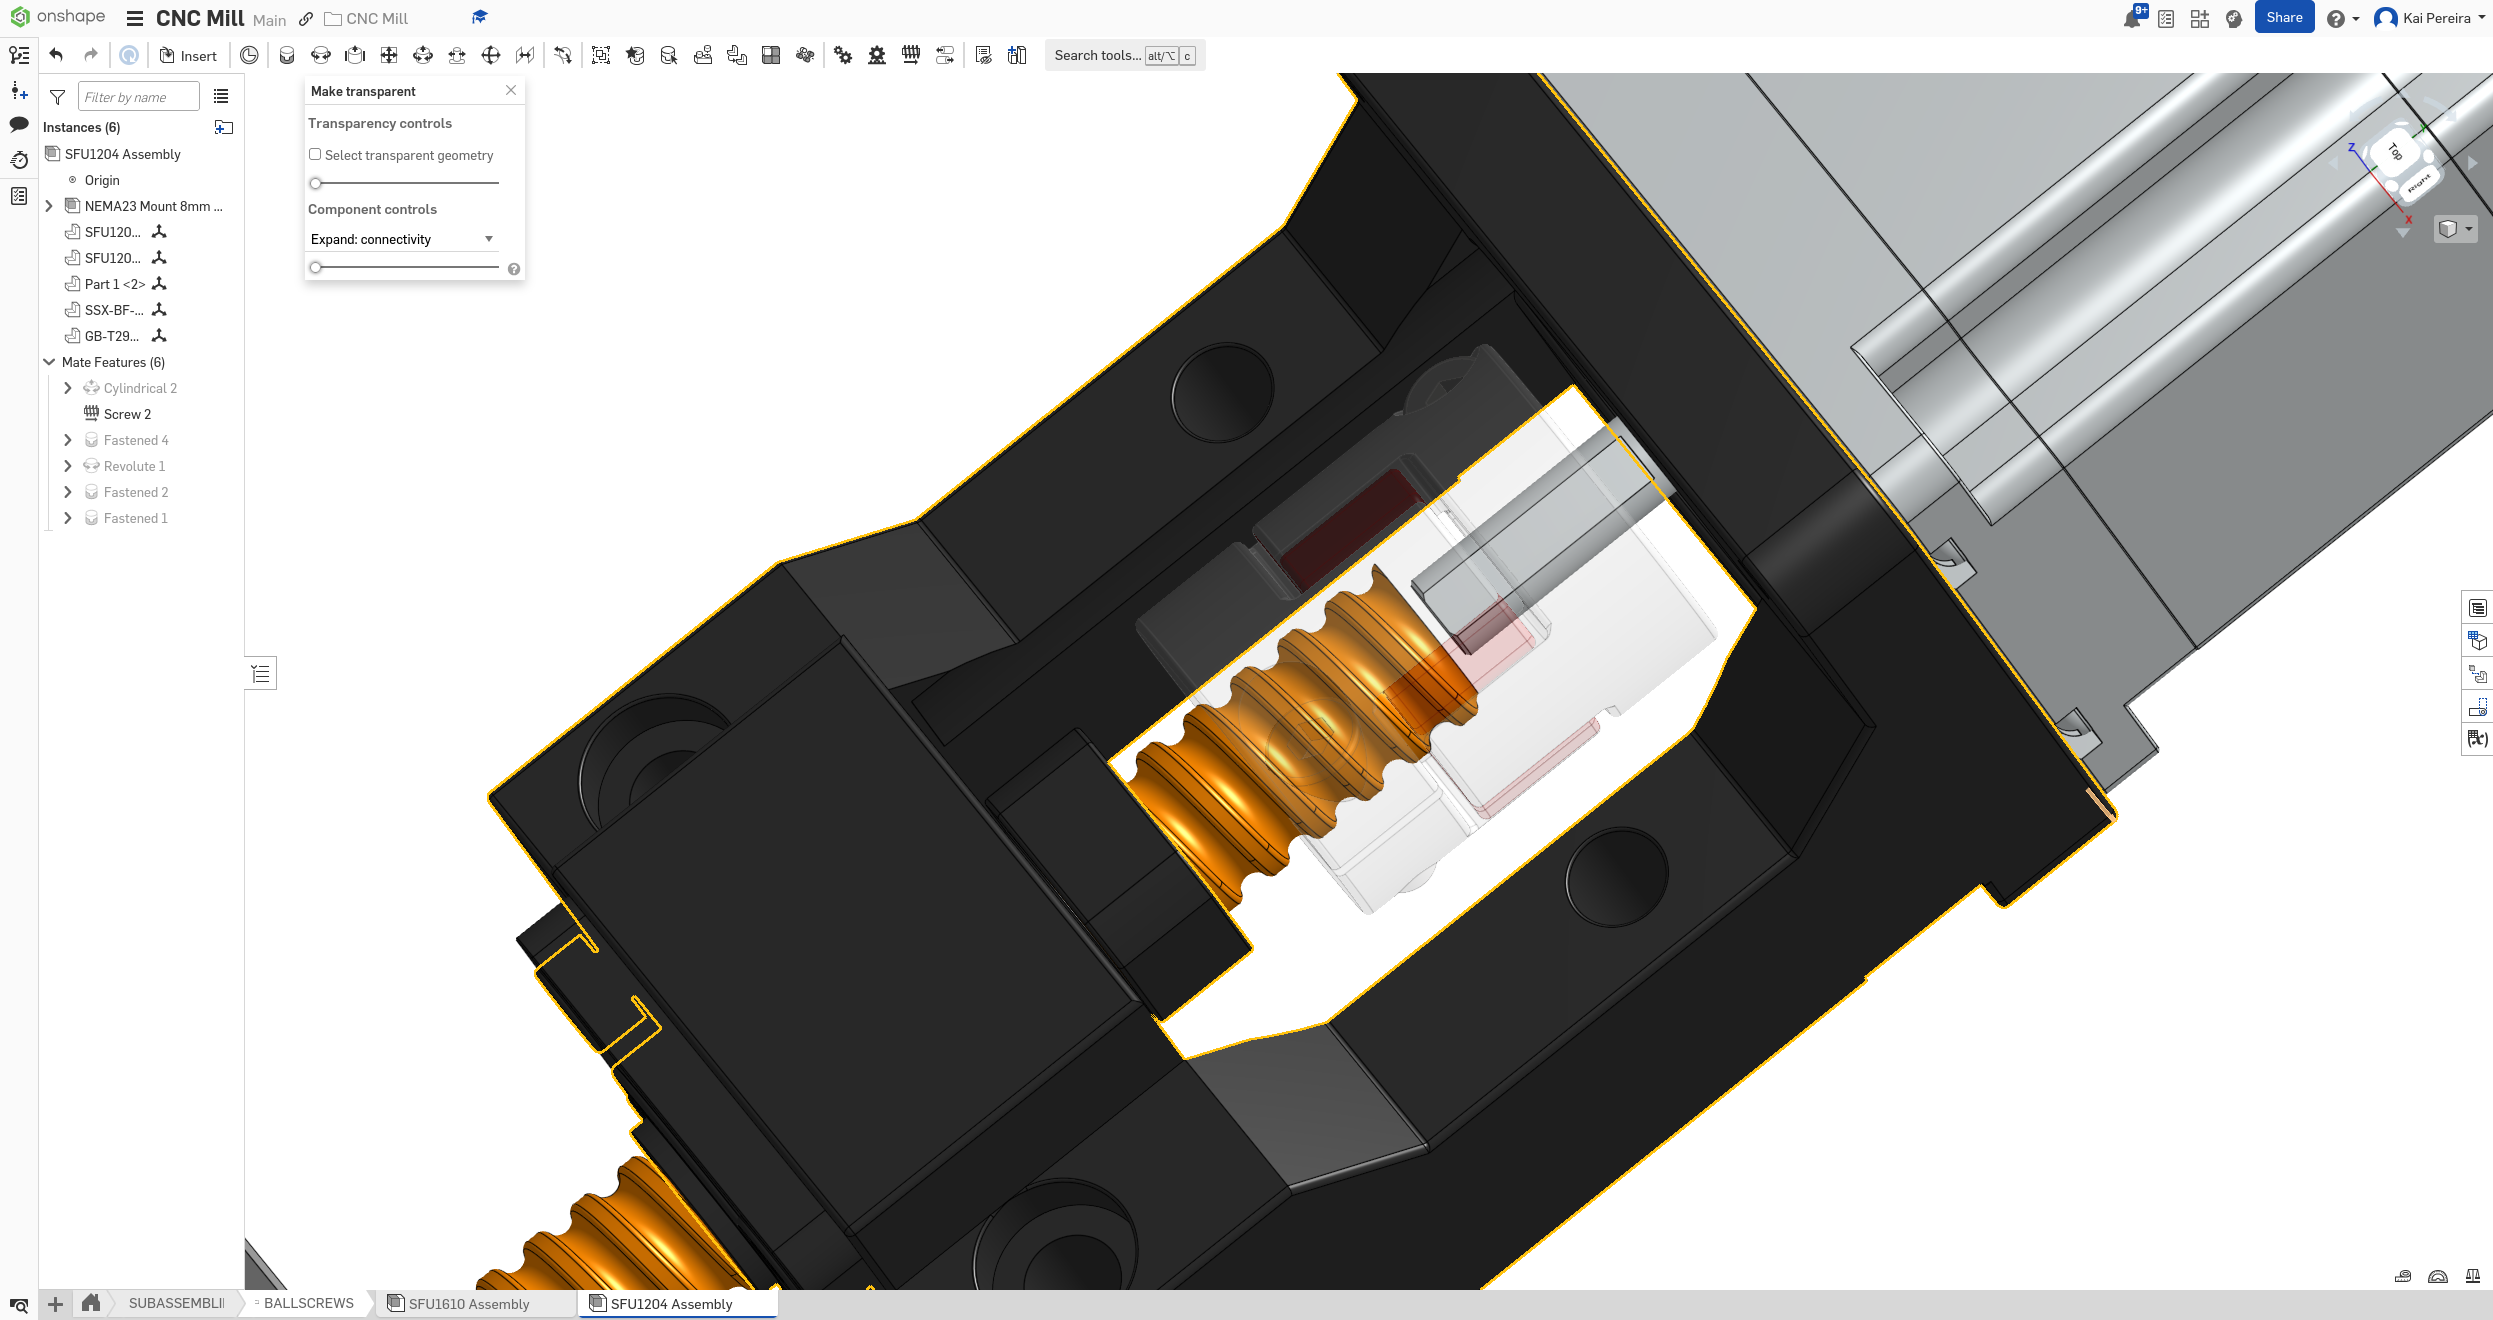 onshape
CNC Mill Main CNC Mill
9+
Share
Kai Pereira
Insert
Search tools... alt/⌥ c
Filter by name
Instances (6)
SFU1204 Assembly
Origin
NEMA23 Mount 8mm ...
SFU120...
SFU120...
Part 1 <2>
SSX-BF-...
GB-T29...
Mate Features (6)
Cylindrical 2
Screw 2
Fastened 4
Revolute 1
Fastened 2
Fastened 1
Make transparent
Transparency controls
Select transparent geometry
Component controls
Expand: connectivity
Z
Top
Right
X
SUBASSEMBLI
BALLSCREWS
SFU1610 Assembly
SFU1204 Assembly